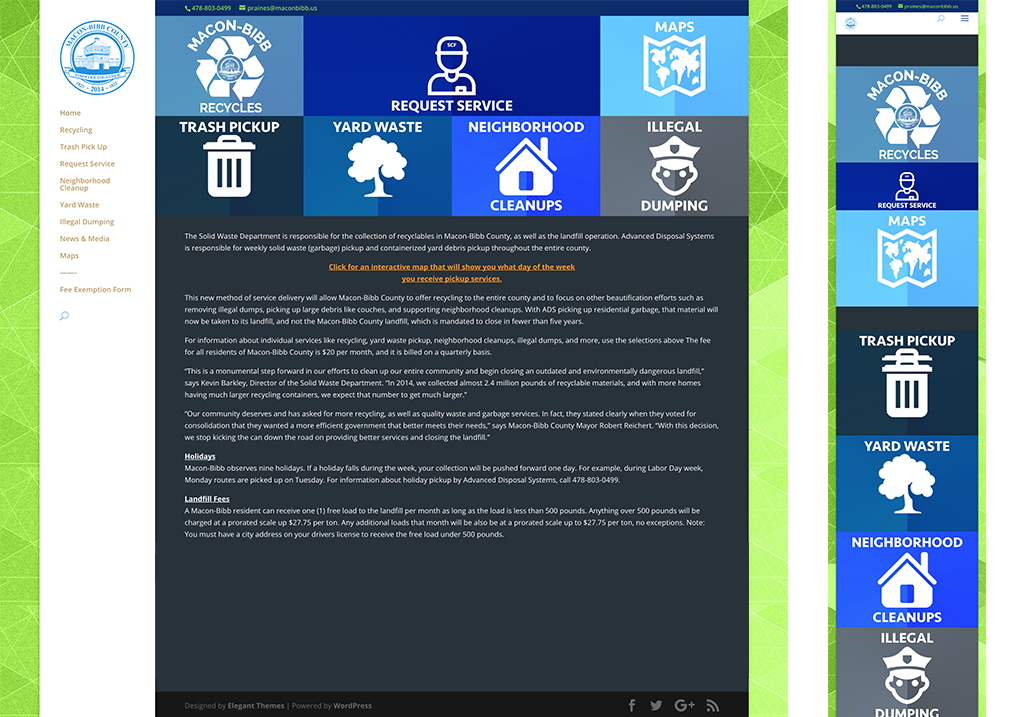 MACON-BIBB COUNTY
FORWARD TOGETHER
· 2014 ·
Home
Recycling
Trash Pick Up
Request Service
Neighborhood
Cleanup
Yard Waste
Illegal Dumping
News & Media
Maps
——-
Fee Exemption Form
478-803-0499 praines@maconbibb.us
MACON-BIBB
RECYCLES
SCF
REQUEST SERVICE
MAPS
TRASH PICKUP
YARD WASTE
NEIGHBORHOOD
CLEANUPS
ILLEGAL
DUMPING
The Solid Waste Department is responsible for the collection of recyclables in Macon-Bibb County, as well as the landfill operation. Advanced Disposal Systems
is responsible for weekly solid waste (garbage) pickup and containerized yard debris pickup throughout the entire county.
Click for an interactive map that will show you what day of the week
you receive pickup services.
This new method of service delivery will allow Macon-Bibb County to offer recycling to the entire county and to focus on other beautification efforts such as
removing illegal dumps, picking up large debris like couches, and supporting neighborhood cleanups. With ADS picking up residential garbage, that material will
now be taken to its landfill, and not the Macon-Bibb County landfill, which is mandated to close in fewer than five years.
For information about individual services like recycling, yard waste pickup, neighborhood cleanups, illegal dumps, and more, use the selections above The fee
for all residents of Macon-Bibb County is $20 per month, and it is billed on a quarterly basis.
“This is a monumental step forward in our efforts to clean up our entire community and begin closing an outdated and environmentally dangerous landfill,”
says Kevin Barkley, Director of the Solid Waste Department. “In 2014, we collected almost 2.4 million pounds of recyclable materials, and with more homes
having much larger recycling containers, we expect that number to get much larger.”
“Our community deserves and has asked for more recycling, as well as quality waste and garbage services. In fact, they stated clearly when they voted for
consolidation that they wanted a more efficient government that better meets their needs,” says Macon-Bibb County Mayor Robert Reichert. “With this decision,
we stop kicking the can down the road on providing better services and closing the landfill.”
Holidays
Macon-Bibb observes nine holidays. If a holiday falls during the week, your collection will be pushed forward one day. For example, during Labor Day week,
Monday routes are picked up on Tuesday. For information about holiday pickup by Advanced Disposal Systems, call 478-803-0499.
Landfill Fees
A Macon-Bibb resident can receive one (1) free load to the landfill per month as long as the load is less than 500 pounds. Anything over 500 pounds will be
charged at a prorated scale up $27.75 per ton. Any additional loads that month will be also be at a prorated scale up to $27.75 per ton, no exceptions. Note:
You must have a city address on your drivers license to receive the free load under 500 pounds.
Designed by Elegant Themes | Powered by WordPress
478-803-0499 praines@maconbibb.us
MACON-BIBB
RECYCLES
REQUEST SERVICE
MAPS
TRASH PICKUP
YARD WASTE
NEIGHBORHOOD
CLEANUPS
ILLEGAL
DUMPING